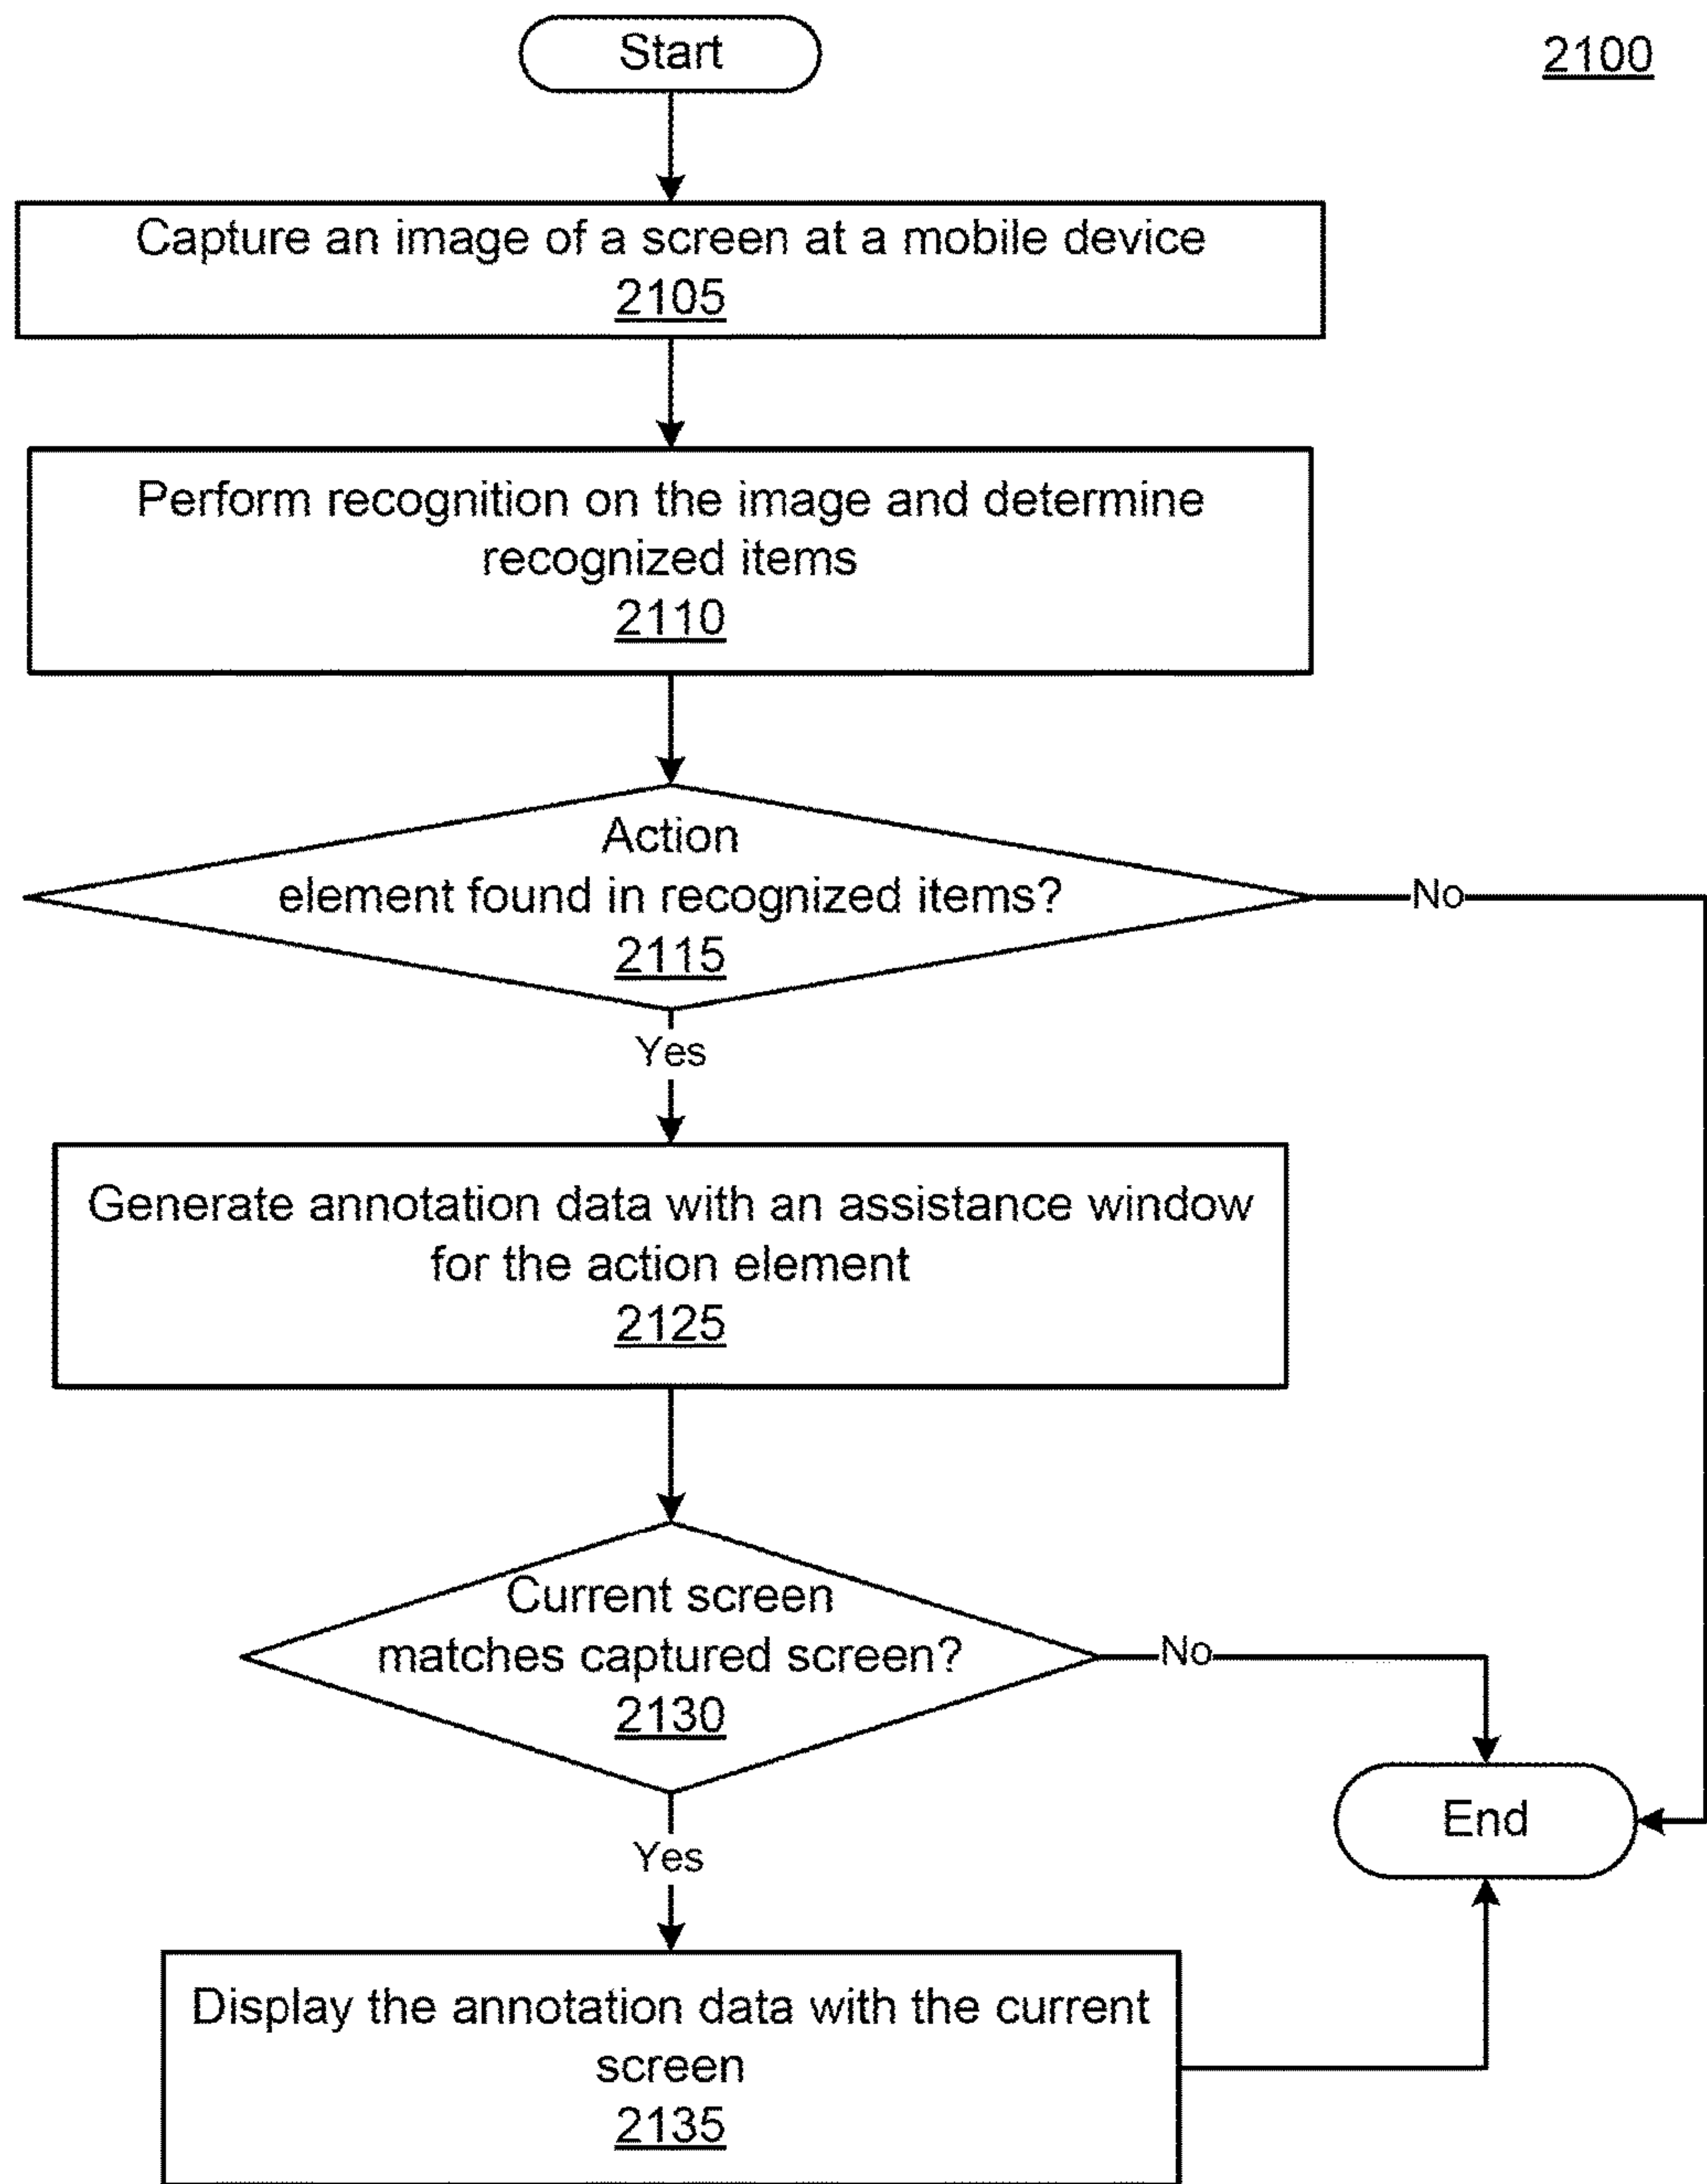 Start
2100
Capture an image of a screen at a mobile device
2105
Perform recognition on the image and determine
recognized items
2110
Action
element found in recognized items?
2115
No
Yes
Generate annotation data with an assistance window
for the action element
2125
Current screen
matches captured screen?
2130
No
Yes
End
Display the annotation data with the current
screen
2135